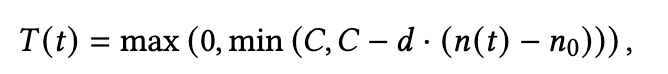 T(t) = max (0, min (C, C − d · (n(t) − n₀))) ,